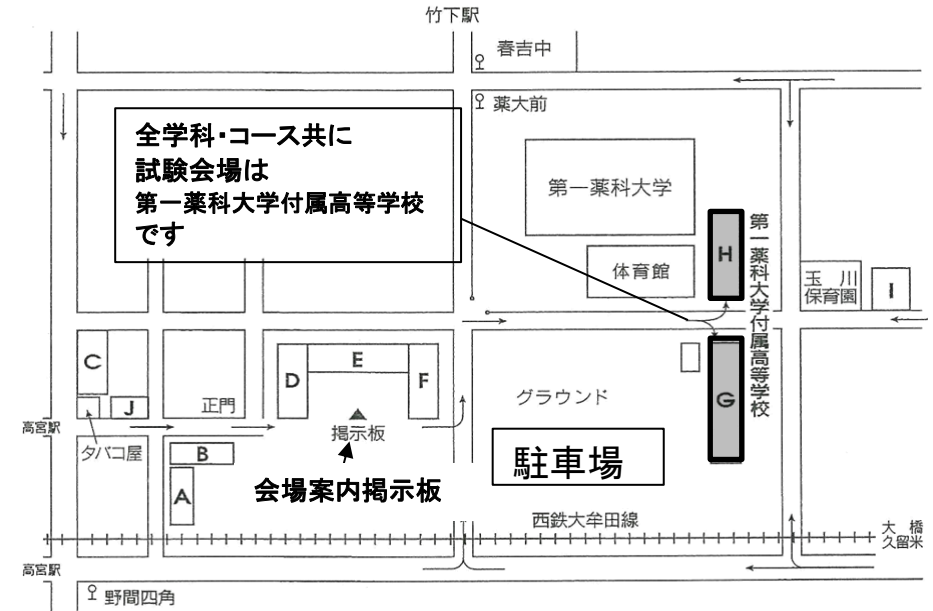 竹下駅
春吉中
薬大前
全学科・コース共に
試験会場は
第一薬科大学付属高等学校
です
第一薬科大学
体育館
H
第一薬科大学付属高等学校
玉川
保育園
I
C
D
E
F
J
正門
グラウンド
G
高宮駅
掲示板
タバコ屋
B
駐車場
A
会場案内掲示板
西鉄大牟田線
大橋
久留米
高宮駅
野間四角